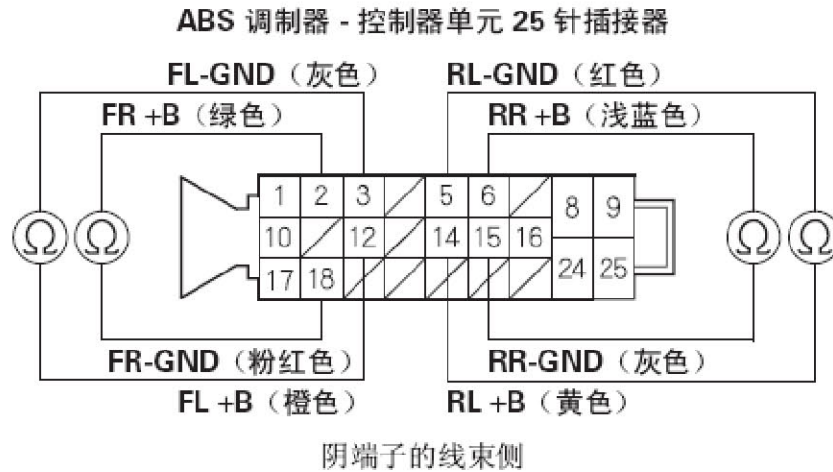 ABS 调制器 - 控制器单元 25 针插接器
FL-GND（灰色） RL-GND（红色）
FR +B（绿色） RR +B（浅蓝色）
1 2 3 5 6 8 9
Ω Ω 10 12 14 15 16 Ω Ω
17 18 24 25
FR-GND（粉红色） RR-GND（灰色）
FL +B（橙色） RL +B（黄色）
阴端子的线束侧